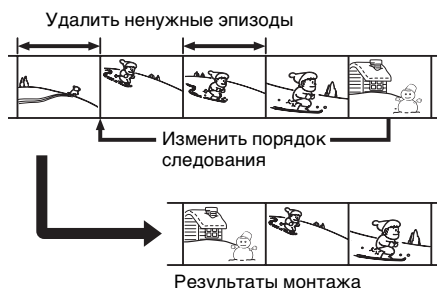 Удалить ненужные эпизоды
Изменить порядок
следования
Результаты монтажа